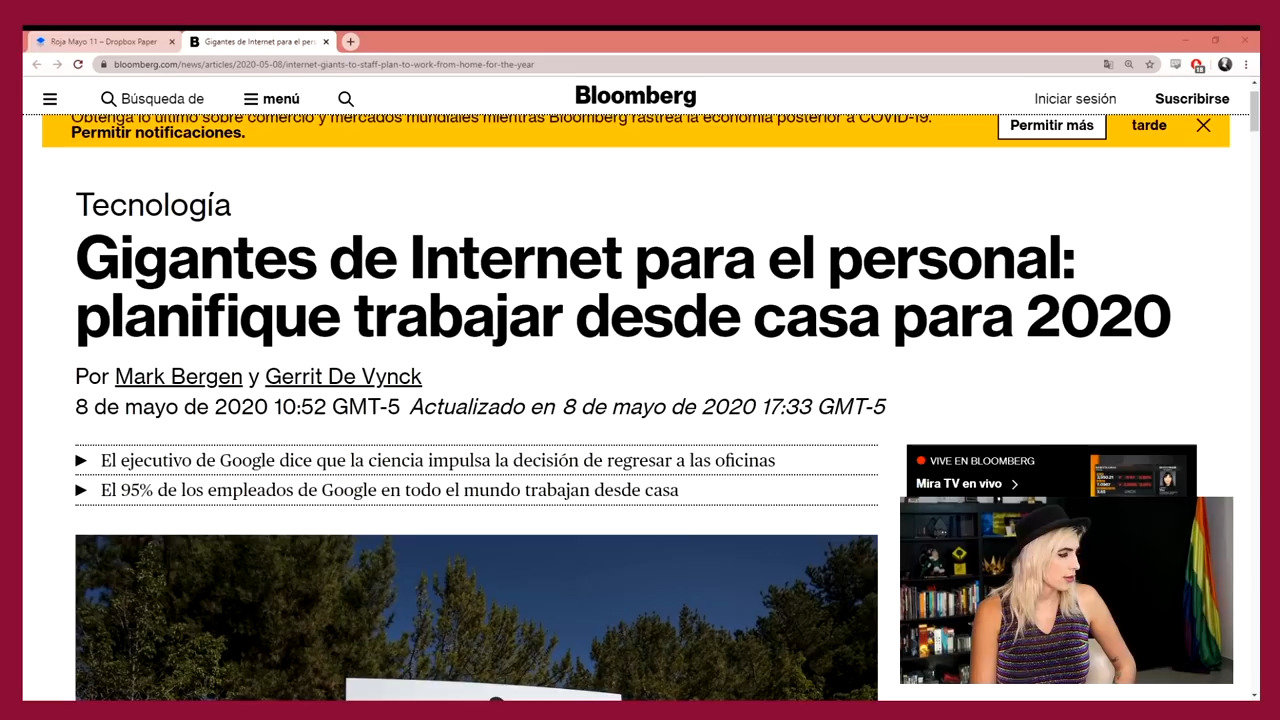 Roja Mayo 11 – Dropbox Paper
Gigantes de Internet para el pers
bloomberg.com/news/articles/2020-05-08/internet-giants-to-staff-plan-to-work-from-home-for-the-year
Búsqueda de
menú
Bloomberg
Iniciar sesión
Suscribirse
Obtenga lo último sobre comercio y mercados mundiales mientras Bloomberg rastrea la economía posterior a COVID-19.
Permitir notificaciones.
Permitir más
tarde
Tecnología
Gigantes de Internet para el personal:
planifique trabajar desde casa para 2020
Por Mark Bergen y Gerrit De Vynck
8 de mayo de 2020 10:52 GMT-5 Actualizado en 8 de mayo de 2020 17:33 GMT-5
El ejecutivo de Google dice que la ciencia impulsa la decisión de regresar a las oficinas
El 95% de los empleados de Google en todo el mundo trabajan desde casa
VIVE EN BLOOMBERG
Mira TV en vivo